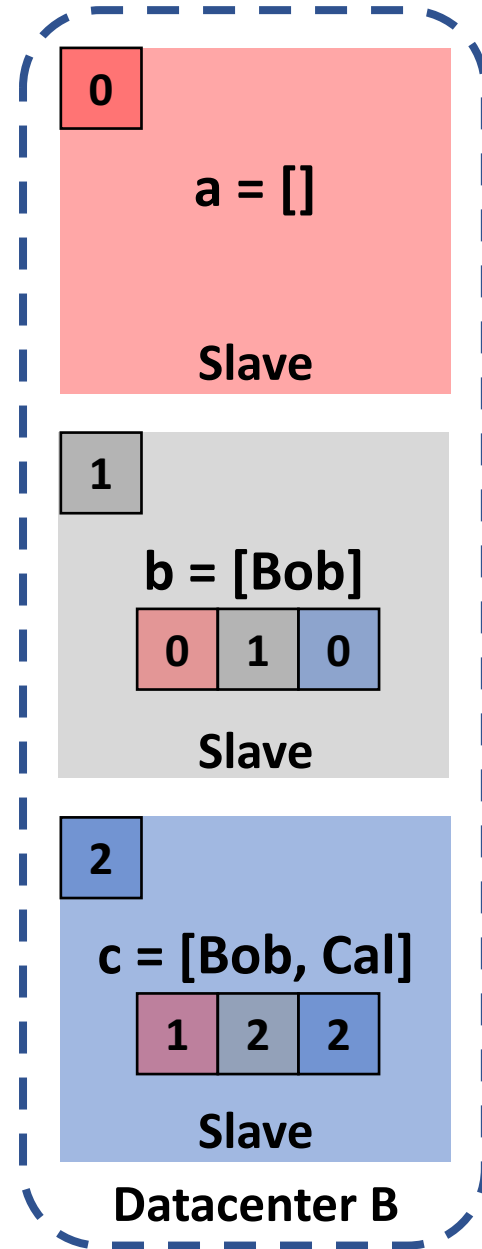 0
a = []
Slave
1
b = [Bob]
0 1 0
Slave
2
c = [Bob, Cal]
1 2 2
Slave
Datacenter B